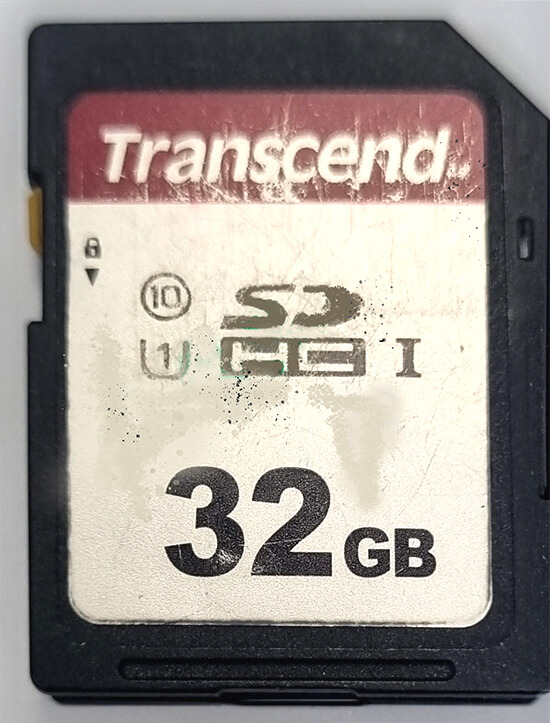 Transcend
10
SD
U1 HC I
32GB